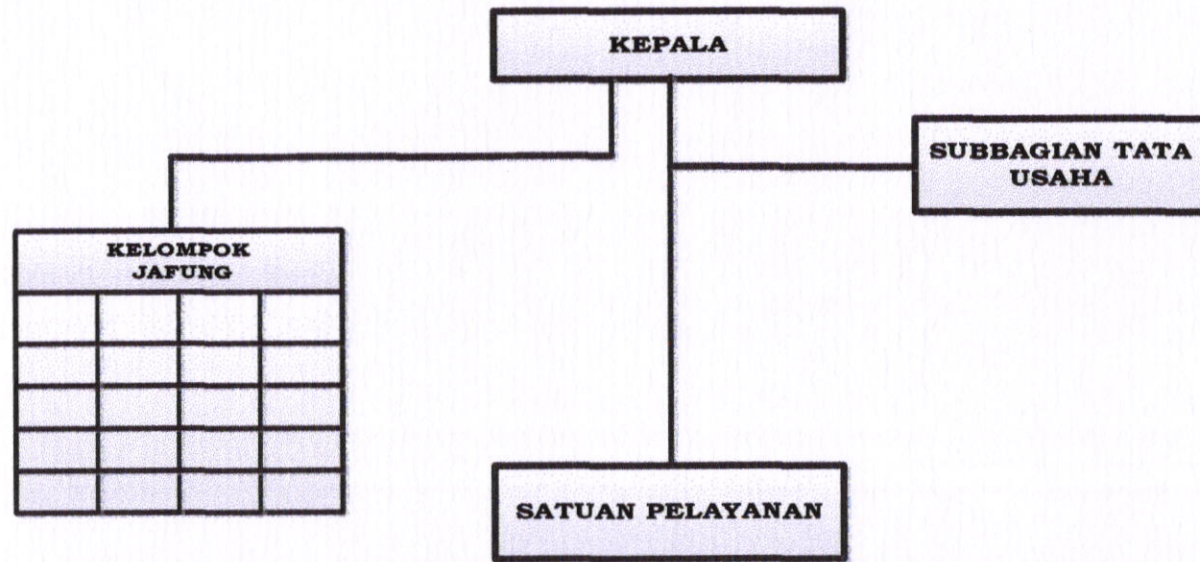 KEPALA
SUBBAGIAN TATA
USAHA
KELOMPOK
JAFUNG
SATUAN PELAYANAN